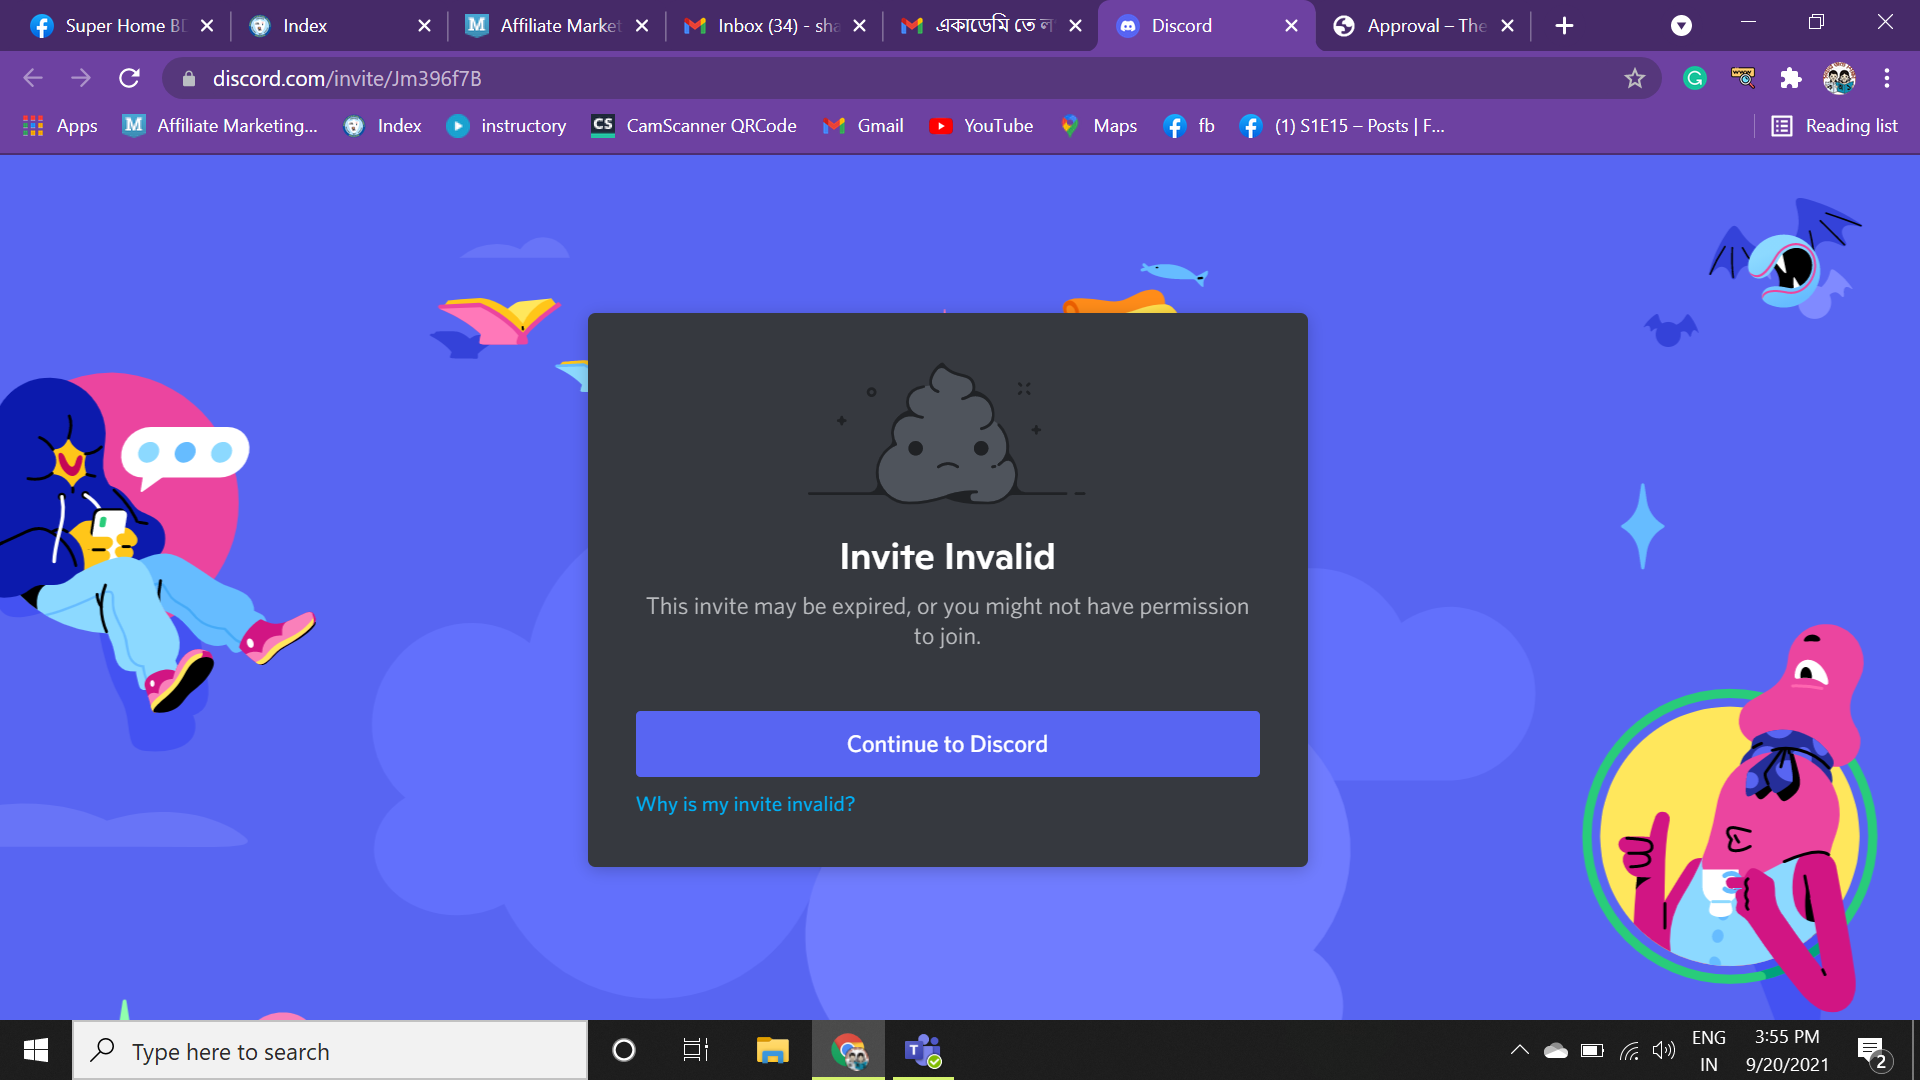 Super Home BD
Index
Affiliate Market
Inbox (34) - sha
একাডেমি তে
Discord
Approval – The
discord.com/invite/Jm396f7B
Apps
Affiliate Marketing...
Index
instructory
CS
CamScanner QRCode
Gmail
YouTube
Maps
fb
(1) S1E15 – Posts | F...
Reading list
Invite Invalid
This invite may be expired, or you might not have permission
to join.
Continue to Discord
Why is my invite invalid?
Type here to search
ENG
IN
3:55 PM
9/20/2021
2